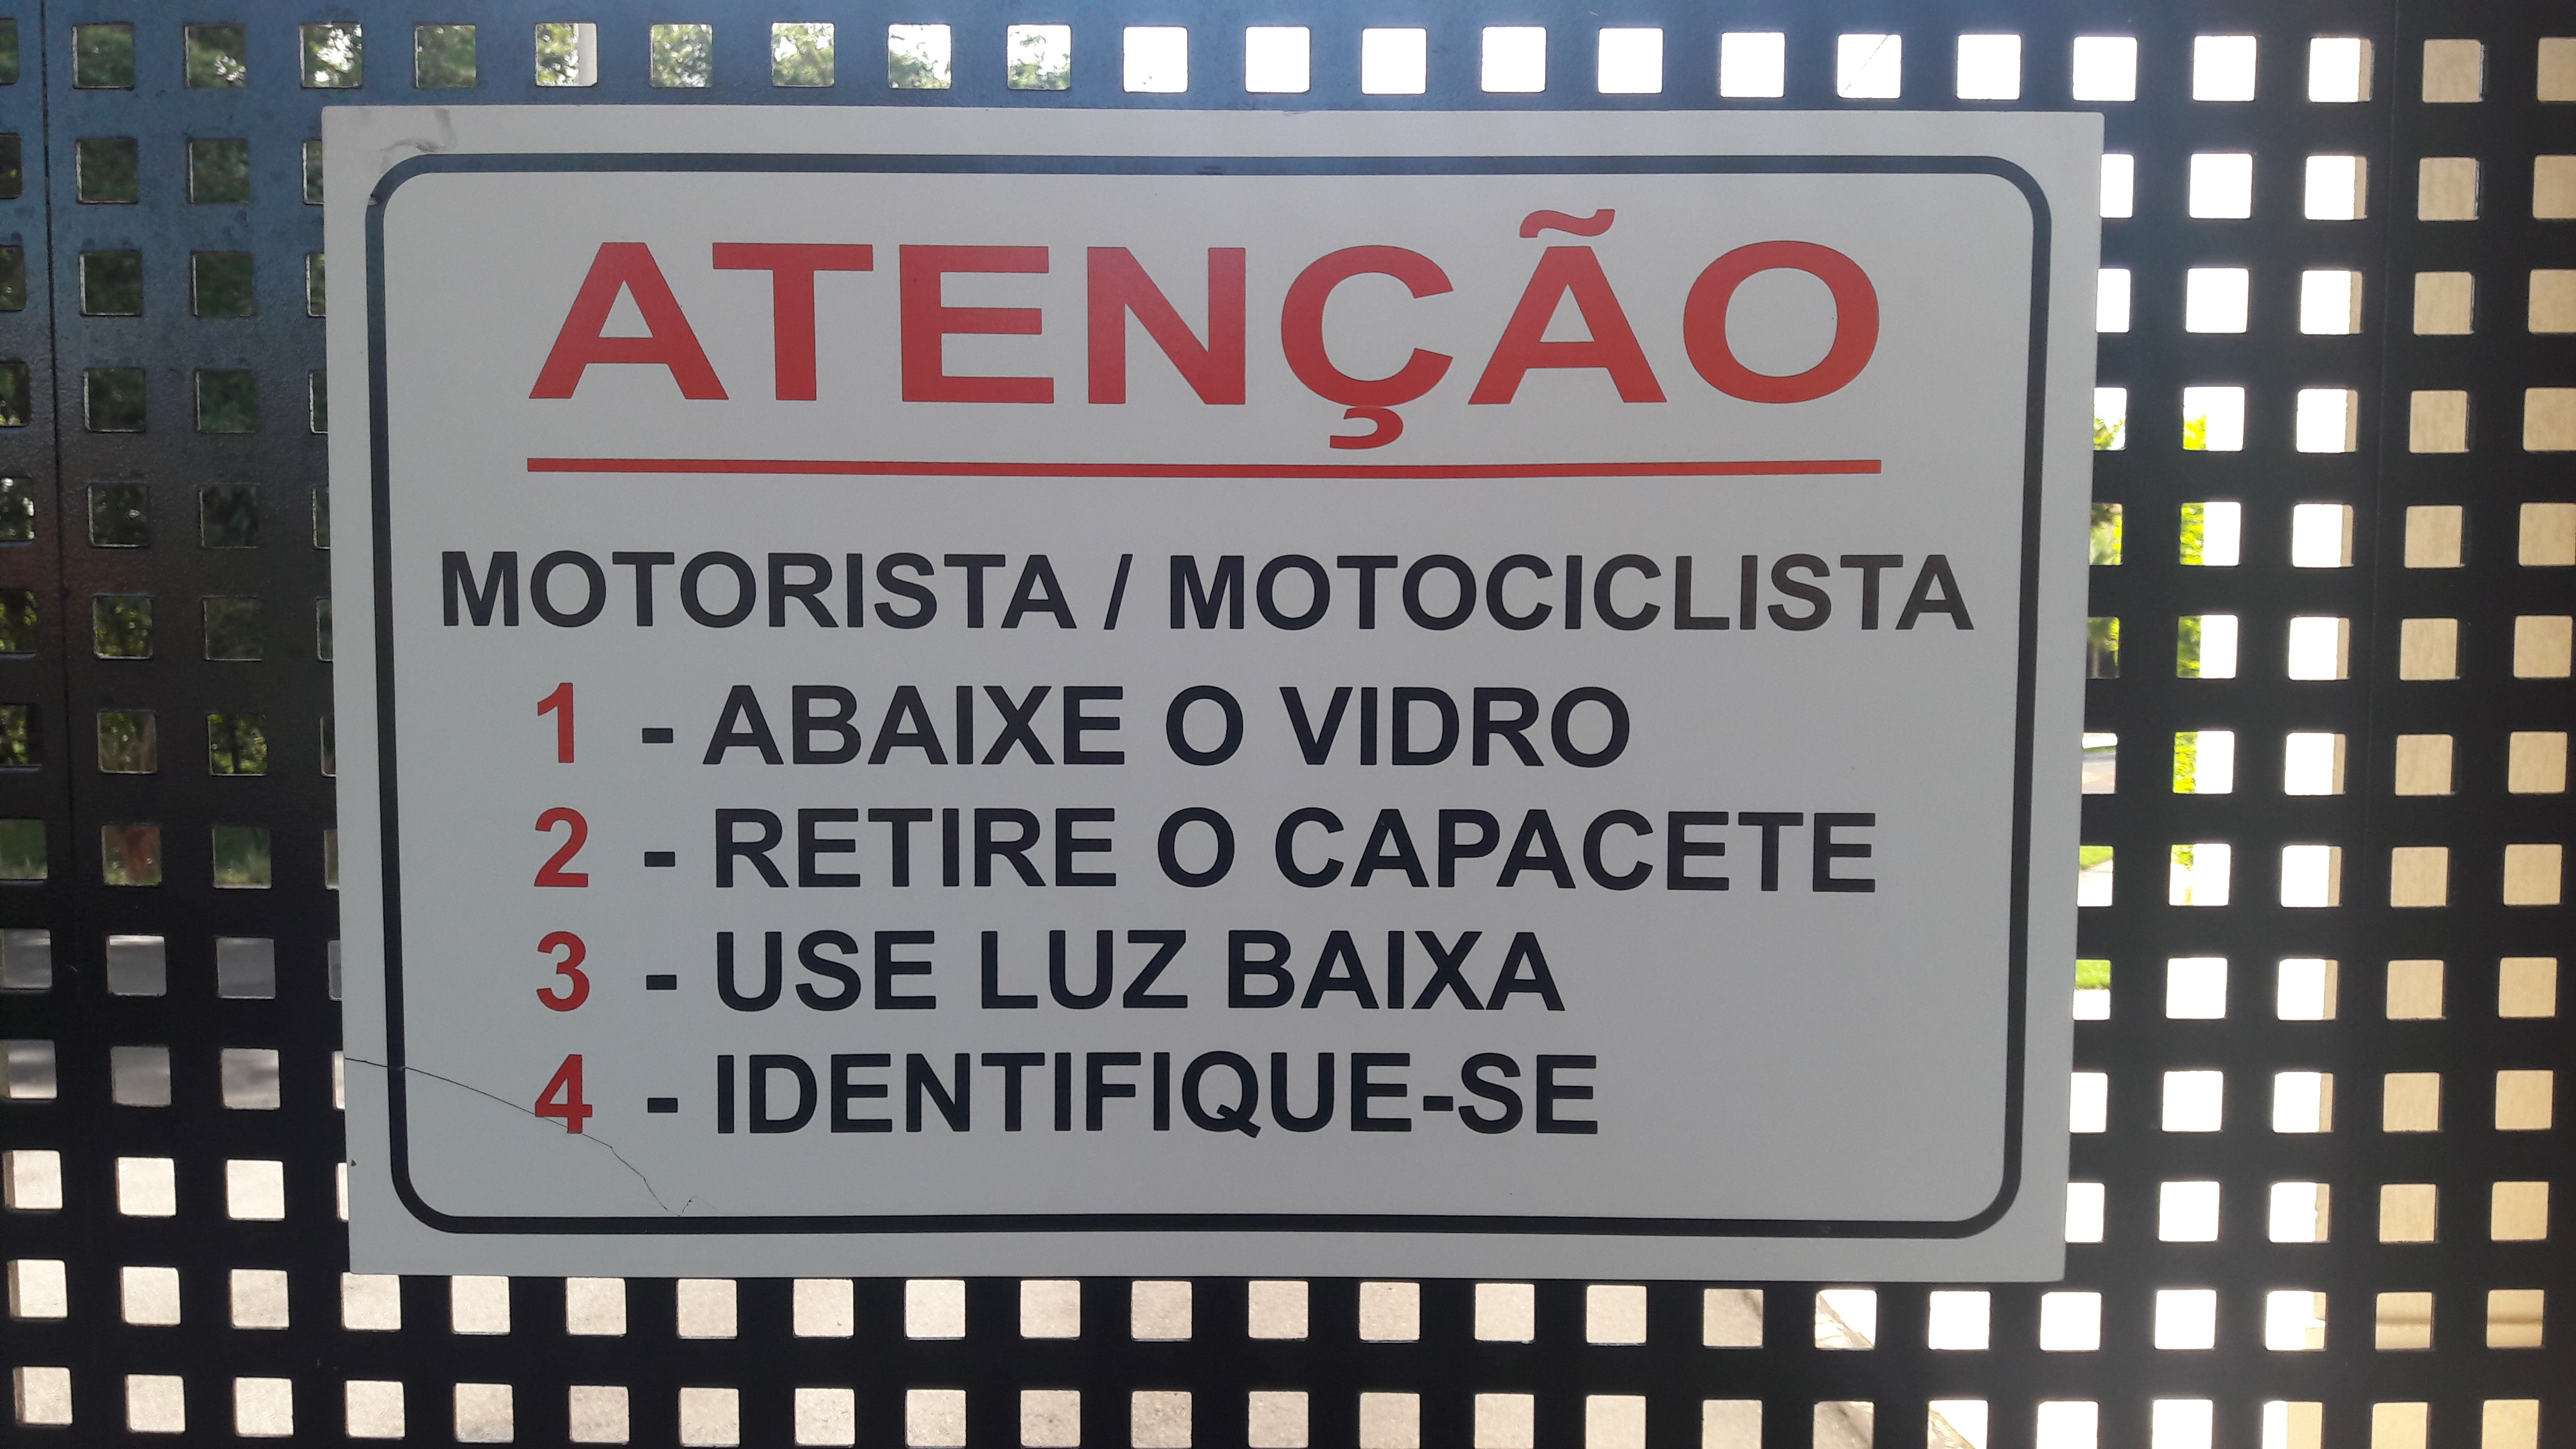 ATENÇÃO
MOTORISTA / MOTOCICLISTA
1 - ABAIXE O VIDRO
2 - RETIRE O CAPACETE
3 - USE LUZ BAIXA
4 - IDENTIFIQUE-SE